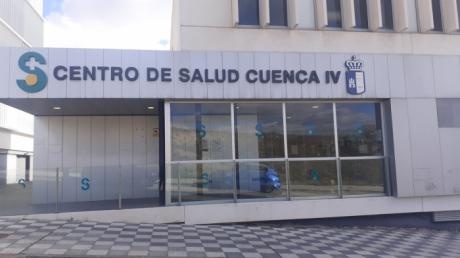 CENTRO DE SALUD CUENCA IV